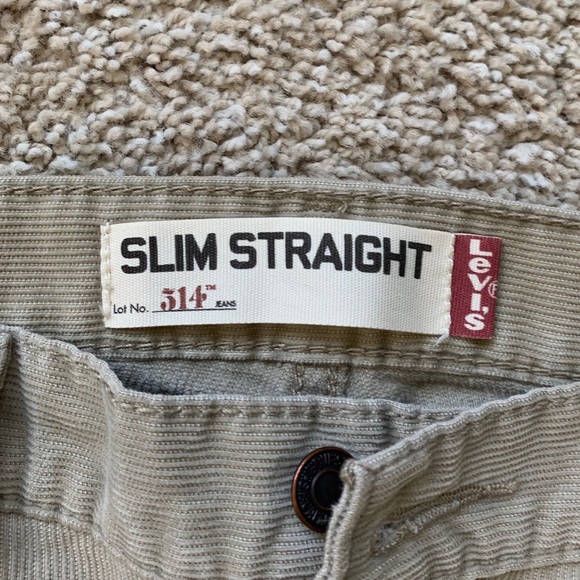 SLIM STRAIGHT
Lot No. 514™ JEANS
Levi's ®